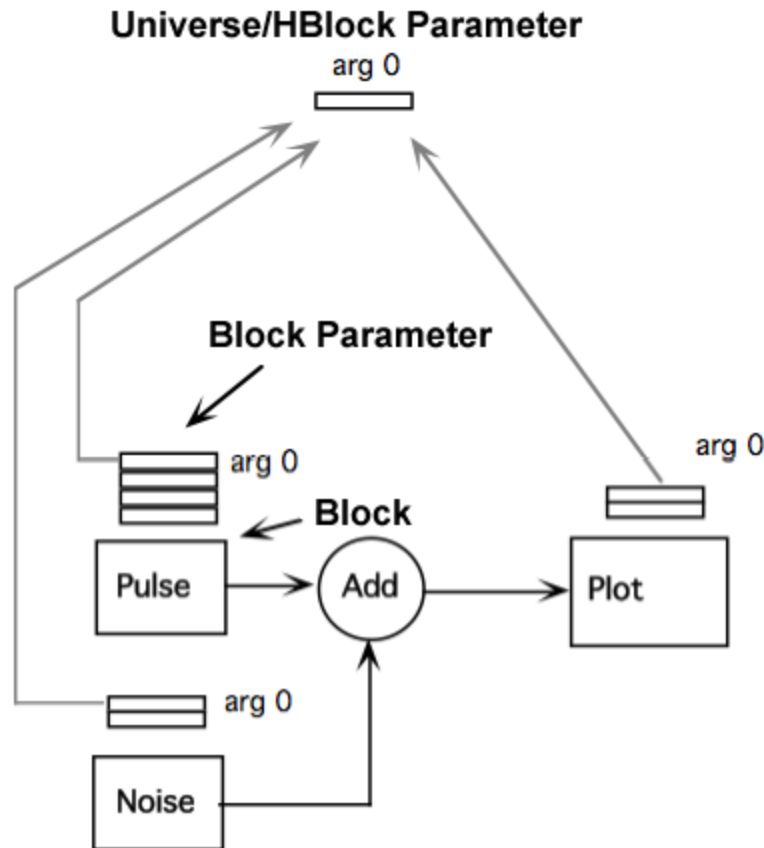 Universe/HBlock Parameter
arg 0
Block Parameter
arg 0
arg 0
Block
Pulse
Add
Plot
arg 0
Noise